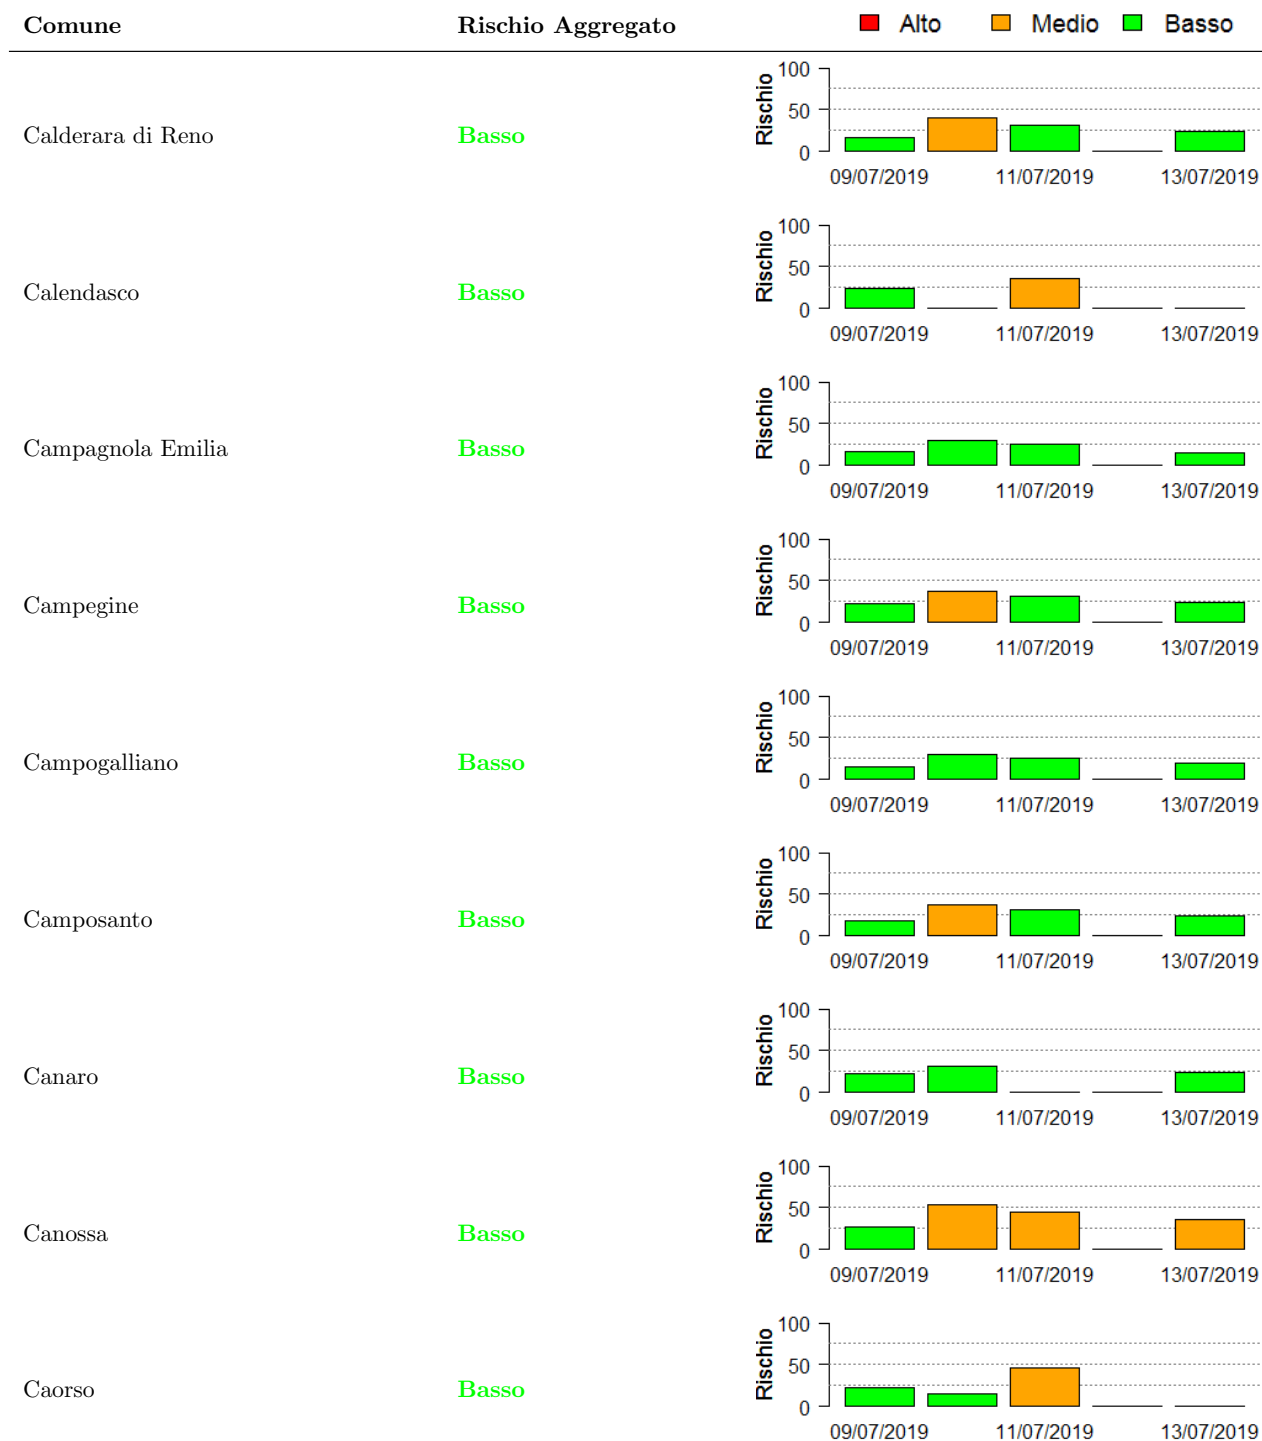 Comune Rischio Aggregato Alto Medio Basso
100
50
0
Rischio
Calderara di Reno Basso
09/07/2019 11/07/2019 13/07/2019
100
50
0
Rischio
Calendasco Basso
09/07/2019 11/07/2019 13/07/2019
100
50
0
Rischio
Campagnola Emilia Basso
09/07/2019 11/07/2019 13/07/2019
100
50
0
Rischio
Campegine Basso
09/07/2019 11/07/2019 13/07/2019
100
50
0
Rischio
Campogalliano Basso
09/07/2019 11/07/2019 13/07/2019
100
50
0
Rischio
Camposanto Basso
09/07/2019 11/07/2019 13/07/2019
100
50
0
Rischio
Canaro Basso
09/07/2019 11/07/2019 13/07/2019
100
50
0
Rischio
Canossa Basso
09/07/2019 11/07/2019 13/07/2019
100
50
0
Rischio
Caorso Basso
09/07/2019 11/07/2019 13/07/2019